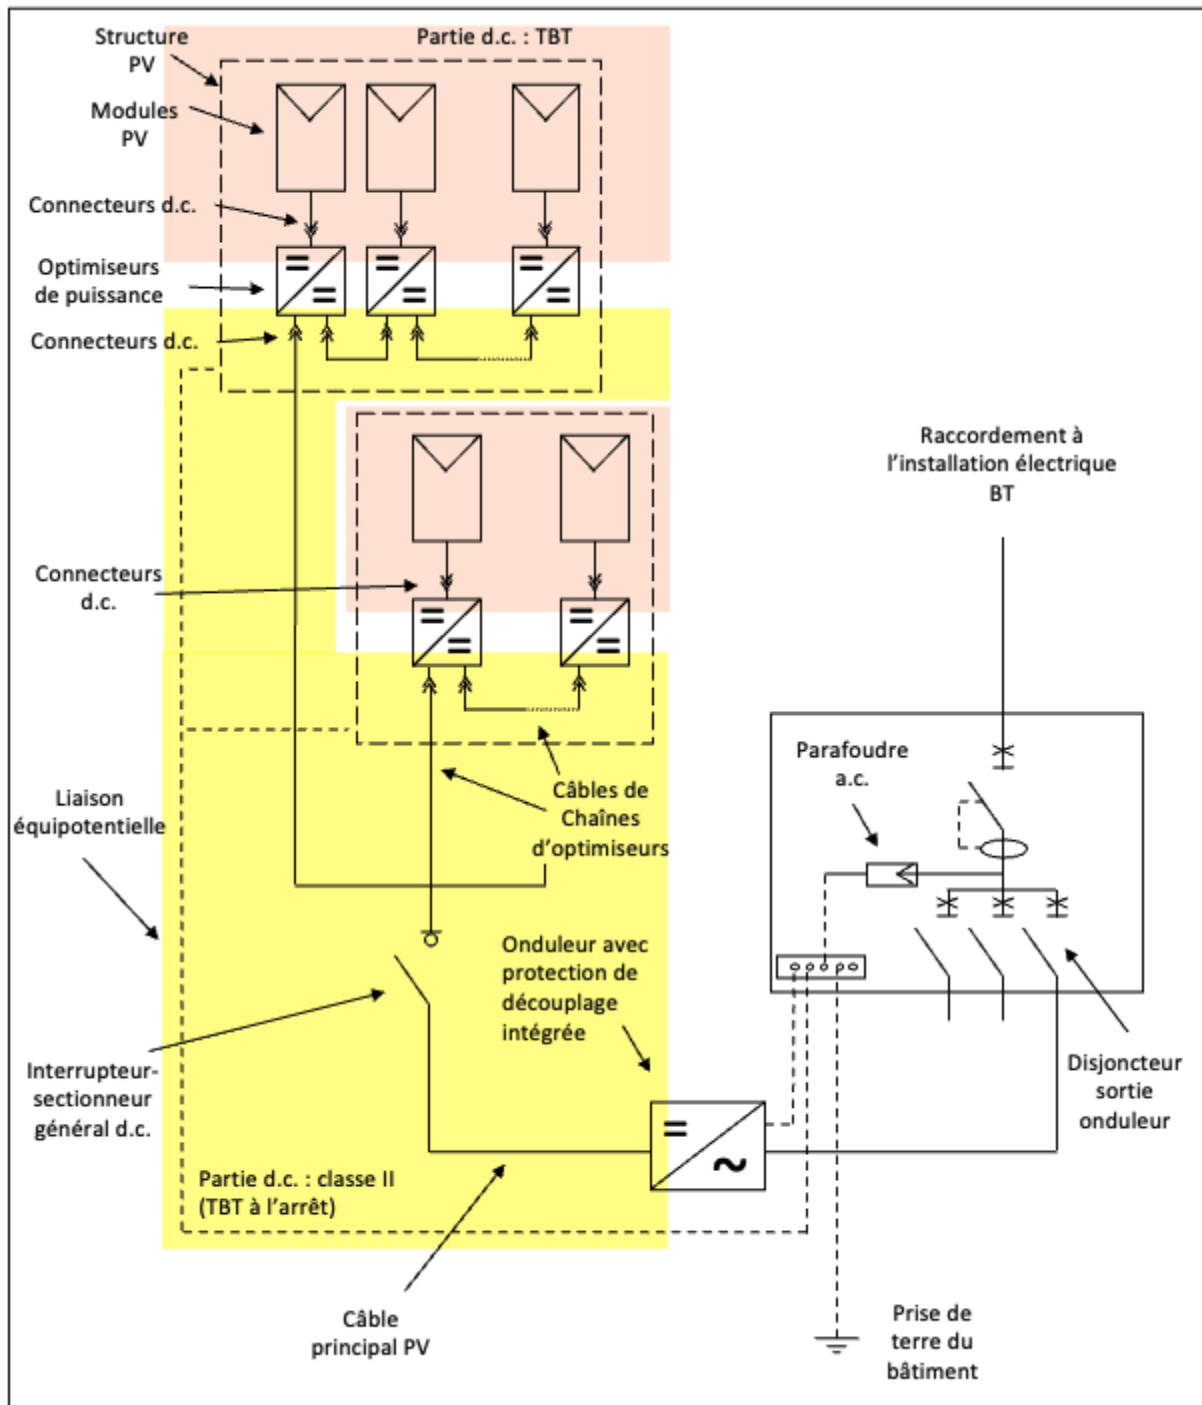 Structure
PV
Partie d.c. : TBT
Modules
PV
Connecteurs d.c.
Optimiseurs
de puissance
Connecteurs d.c.
Raccordement à
l'installation électrique
BT
Connecteurs
d.c.
Parafoudre
a.c.
Câbles de
Chaînes
d'optimiseurs
Liaison
équipotentielle
Onduleur avec
protection de
découplage
intégrée
Interrupteur-
sectionneur
général d.c.
Disjoncteur
sortie
onduleur
Partie d.c. : classe II
(TBT à l'arrêt)
Câble
principal PV
Prise de
terre du
bâtiment